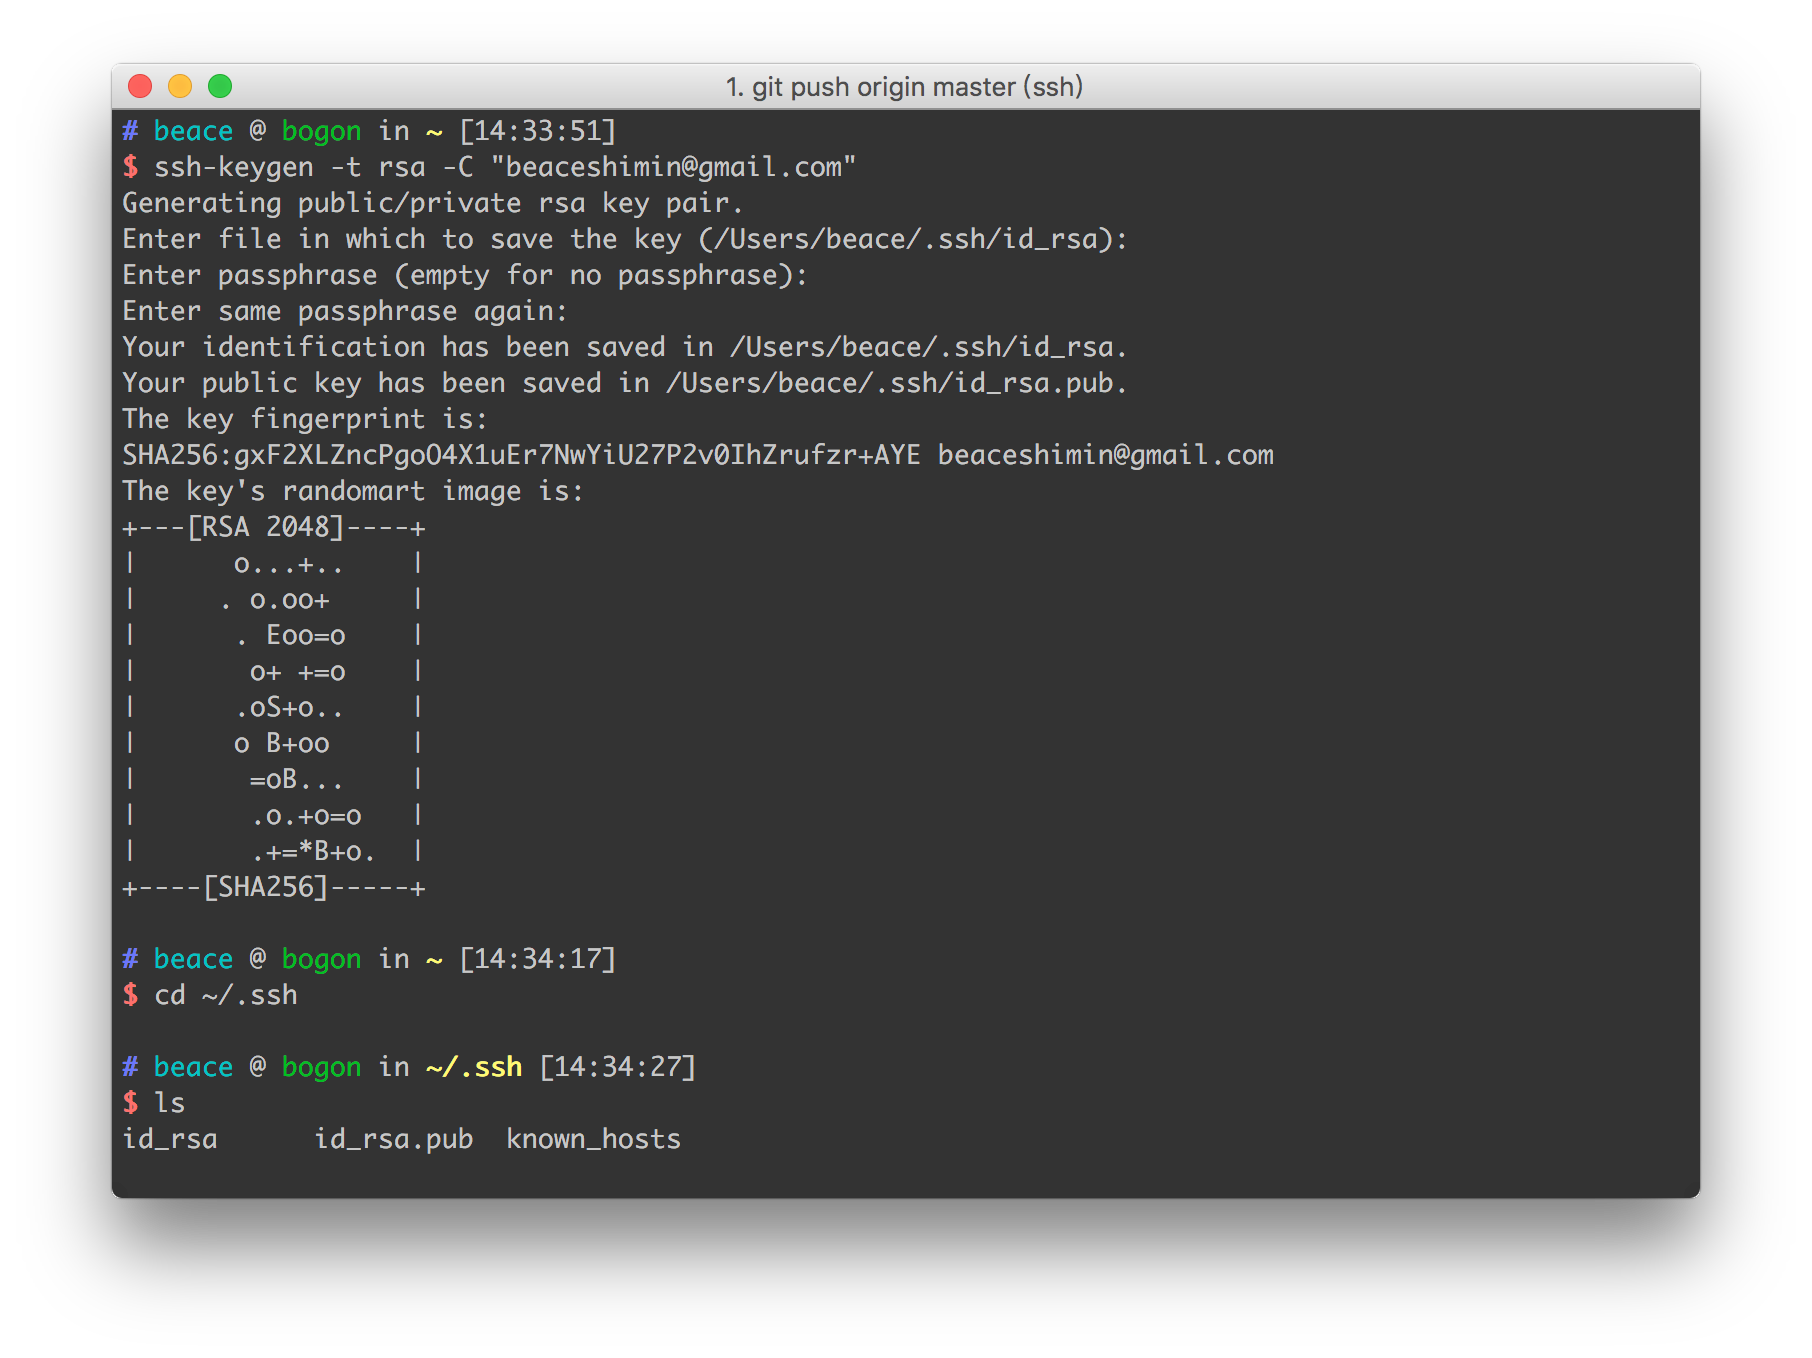 1. git push origin master (ssh)
# beace @ bogon in ~ [14:33:51]
$ ssh-keygen -t rsa -C "beaceshimin@gmail.com"
Generating public/private rsa key pair.
Enter file in which to save the key (/Users/beace/.ssh/id_rsa):
Enter passphrase (empty for no passphrase):
Enter same passphrase again:
Your identification has been saved in /Users/beace/.ssh/id_rsa.
Your public key has been saved in /Users/beace/.ssh/id_rsa.pub.
The key fingerprint is:
SHA256:gxF2XLZncPgoO4X1uEr7NwYiU27P2v0IhZrufzr+AYE beaceshimin@gmail.com
The key's randomart image is:
+---[RSA 2048]----+
|      o...+..    |
|     . o.oo+     |
|      . Eoo=o    |
|       o+ +=o    |
|      .oS+o..    |
|      o B+oo     |
|       =oB...    |
|       .o.+o=o   |
|       .+=*B+o.  |
+----[SHA256]-----+
# beace @ bogon in ~ [14:34:17]
$ cd ~/.ssh
# beace @ bogon in ~/.ssh [14:34:27]
$ ls
id_rsa      id_rsa.pub  known_hosts